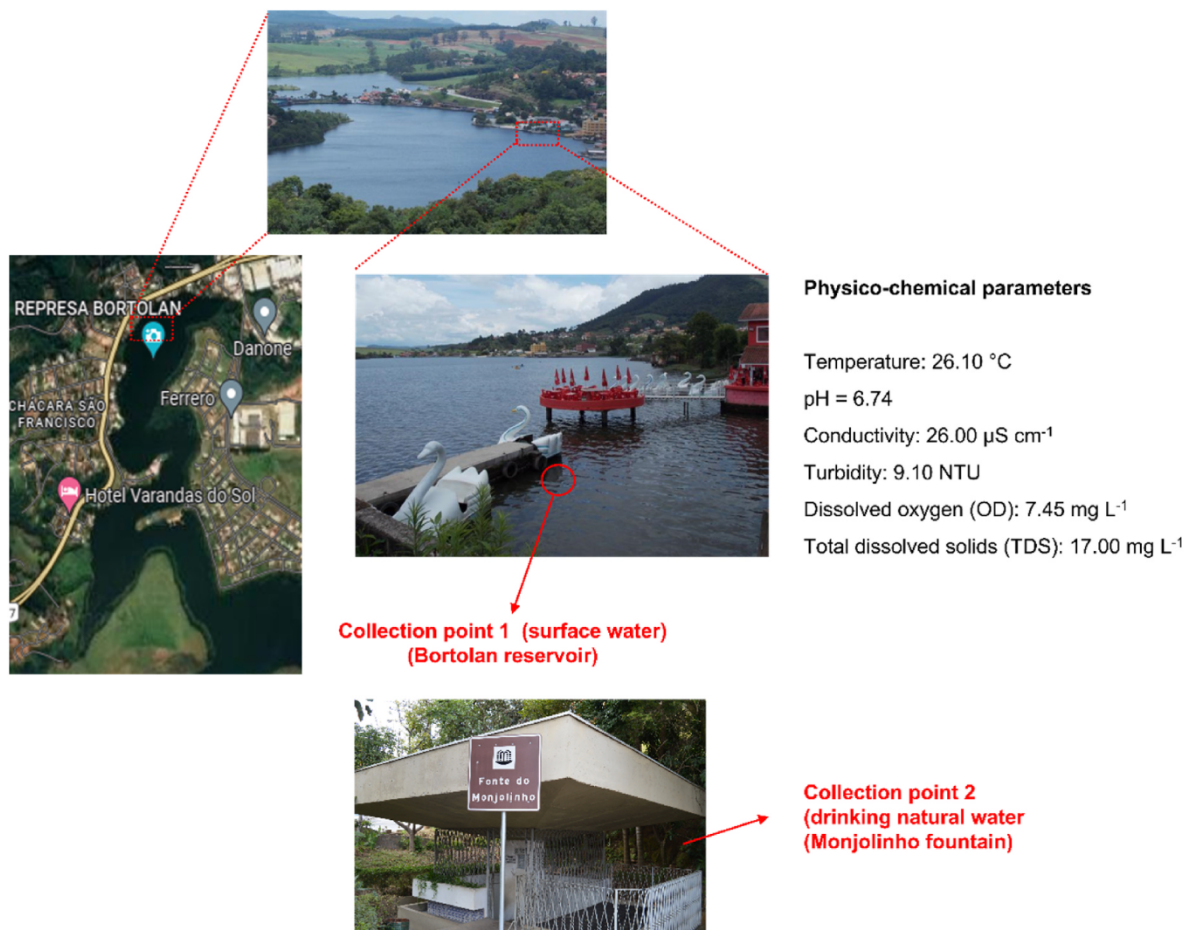 REPRESA BORTOLAN
Danone
Ferrero
CHÁCARA SÃO
FRANCISCO
Hotel Varandas do Sol
7
Physico-chemical parameters
Temperature: 26.10 °C
pH = 6.74
Conductivity: 26.00 µS cm⁻¹
Turbidity: 9.10 NTU
Dissolved oxygen (OD): 7.45 mg L⁻¹
Total dissolved solids (TDS): 17.00 mg L⁻¹
Collection point 1 (surface water)
(Bortolan reservoir)
Fonte do
Monjolinho
Collection point 2
(drinking natural water
(Monjolinho fountain)